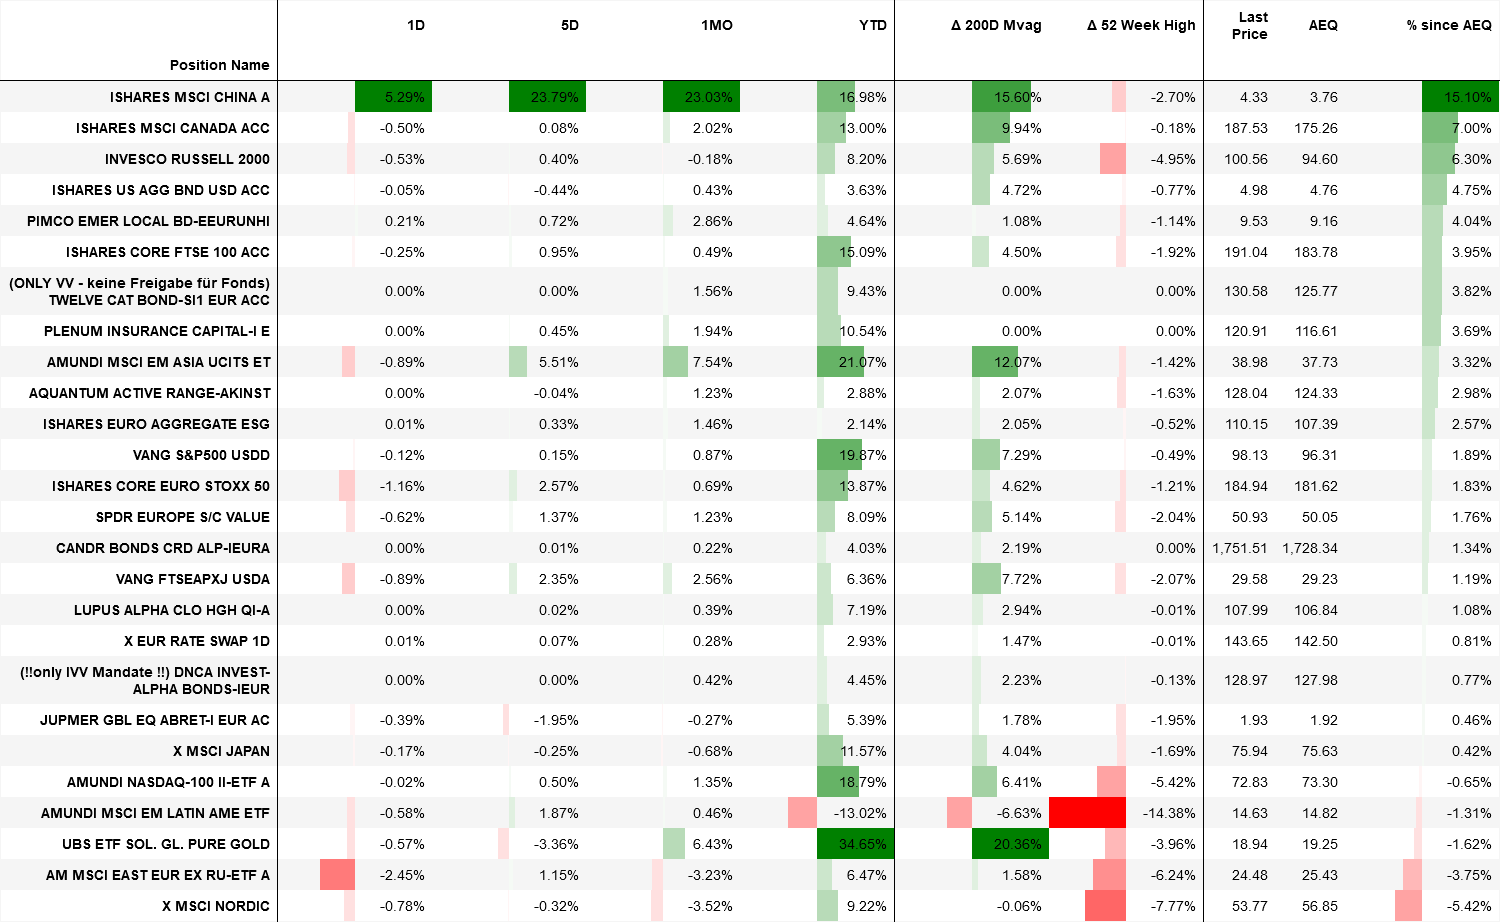 1D 5D 1MO YTD Δ 200D Mvag Δ 52 Week High Last Price AEQ % since AEQ
Position Name
ISHARES MSCI CHINA A 5.29% 23.79% 23.03% 16.98% 15.60% -2.70% 4.33 3.76 15.10%
ISHARES MSCI CANADA ACC -0.50% 0.08% 2.02% 13.00% 9.94% -0.18% 187.53 175.26 7.00%
INVESCO RUSSELL 2000 -0.53% 0.40% -0.18% 8.20% 5.69% -4.95% 100.56 94.60 6.30%
ISHARES US AGG BND USD ACC -0.05% -0.44% 0.43% 3.63% 4.72% -0.77% 4.98 4.76 4.75%
PIMCO EMER LOCAL BD-EEURUNHI 0.21% 0.72% 2.86% 4.64% 1.08% -1.14% 9.53 9.16 4.04%
ISHARES CORE FTSE 100 ACC -0.25% 0.95% 0.49% 15.09% 4.50% -1.92% 191.04 183.78 3.95%
(ONLY VV - keine Freigabe für Fonds)
TWELVE CAT BOND-SI1 EUR ACC 0.00% 0.00% 1.56% 9.43% 0.00% 0.00% 130.58 125.77 3.82%
PLENUM INSURANCE CAPITAL-I E 0.00% 0.45% 1.94% 10.54% 0.00% 0.00% 120.91 116.61 3.69%
AMUNDI MSCI EM ASIA UCITS ET -0.89% 5.51% 7.54% 21.07% 12.07% -1.42% 38.98 37.73 3.32%
AQUANTUM ACTIVE RANGE-AKINST 0.00% -0.04% 1.23% 2.88% 2.07% -1.63% 128.04 124.33 2.98%
ISHARES EURO AGGREGATE ESG 0.01% 0.33% 1.46% 2.14% 2.05% -0.52% 110.15 107.39 2.57%
VANG S&P500 USDD -0.12% 0.15% 0.87% 19.87% 7.29% -0.49% 98.13 96.31 1.89%
ISHARES CORE EURO STOXX 50 -1.16% 2.57% 0.69% 13.87% 4.62% -1.21% 184.94 181.62 1.83%
SPDR EUROPE S/C VALUE -0.62% 1.37% 1.23% 8.09% 5.14% -2.04% 50.93 50.05 1.76%
CANDR BONDS CRD ALP-IEURA 0.00% 0.01% 0.22% 4.03% 2.19% 0.00% 1,751.51 1,728.34 1.34%
VANG FTSEAPXJ USDA -0.89% 2.35% 2.56% 6.36% 7.72% -2.07% 29.58 29.23 1.19%
LUPUS ALPHA CLO HGH QI-A 0.00% 0.02% 0.39% 7.19% 2.94% -0.01% 107.99 106.84 1.08%
X EUR RATE SWAP 1D 0.01% 0.07% 0.28% 2.93% 1.47% -0.01% 143.65 142.50 0.81%
(!!only IVV Mandate !!) DNCA INVEST-
ALPHA BONDS-IEUR 0.00% 0.00% 0.42% 4.45% 2.23% -0.13% 128.97 127.98 0.77%
JUPMER GBL EQ ABRET-I EUR AC -0.39% -1.95% -0.27% 5.39% 1.78% -1.95% 1.93 1.92 0.46%
X MSCI JAPAN -0.17% -0.25% -0.68% 11.57% 4.04% -1.69% 75.94 75.63 0.42%
AMUNDI NASDAQ-100 II-ETF A -0.02% 0.50% 1.35% 18.79% 6.41% -5.42% 72.83 73.30 -0.65%
AMUNDI MSCI EM LATIN AME ETF -0.58% 1.87% 0.46% -13.02% -6.63% -14.38% 14.63 14.82 -1.31%
UBS ETF SOL. GL. PURE GOLD -0.57% -3.36% 6.43% 34.65% 20.36% -3.96% 18.94 19.25 -1.62%
AM MSCI EAST EUR EX RU-ETF A -2.45% 1.15% -3.23% 6.47% 1.58% -6.24% 24.48 25.43 -3.75%
X MSCI NORDIC -0.78% -0.32% -3.52% 9.22% -0.06% -7.77% 53.77 56.85 -5.42%